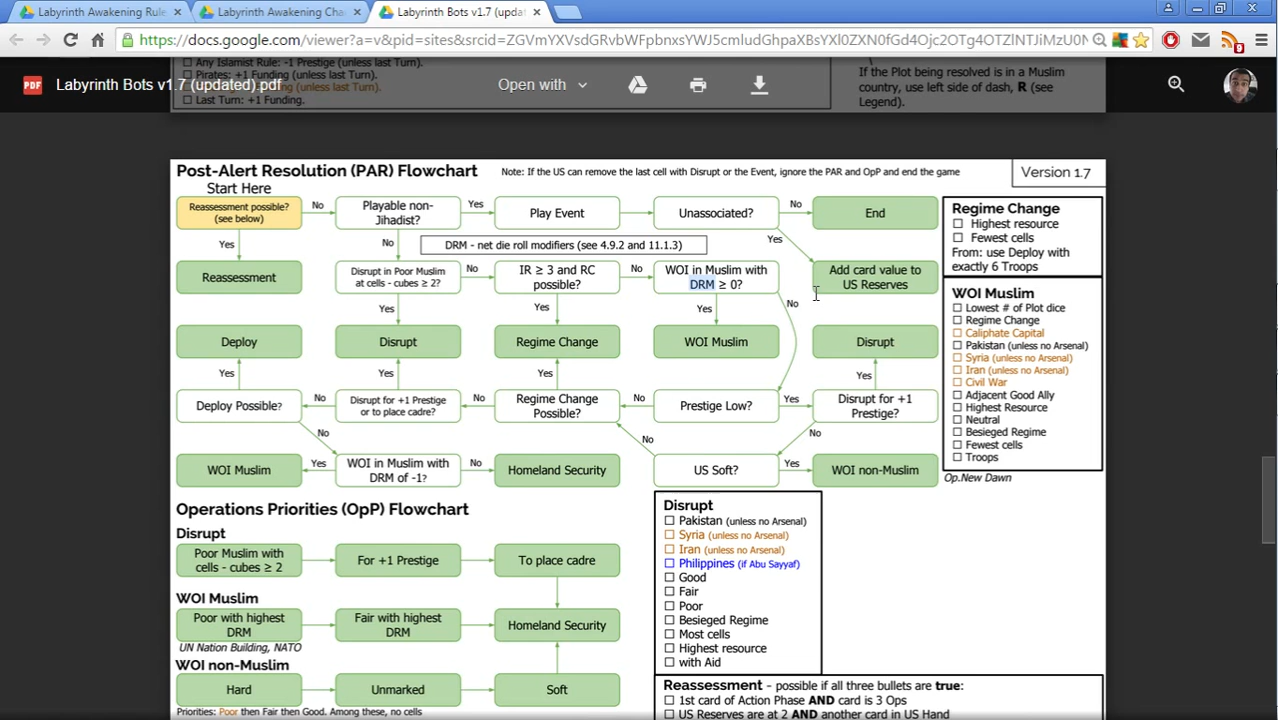 Labyrinth Awakening Rule
Labyrinth Awakening Cha
Labyrinth Bots v1.7 (updat
https://docs.google.com/viewer?a=v&pid=sites&srcid=
Any Islamist Rule: -1 Prestige (unless last Turn).
Pirates: +1 Funding (unless last Turn).
Last Turn: +1 Funding.
If the Plot being resolved is in a Muslim
country, use left side of dash, R (see
Legend).
PDF
Labyrinth Bots v1.7 (updated).pdf
Open with
Post-Alert Resolution (PAR) Flowchart
Note: If the US can remove the last cell with Disrupt or the Event, ignore the PAR and OpP and end the game
Version 1.7
Start Here
Reassessment possible?
(see below)
No
Playable non-
Jihadist?
Yes
Play Event
Unassociated?
No
End
Yes
No
DRM - net die roll modifiers (see 4.9.2 and 11.1.3)
Yes
Reassessment
Disrupt in Poor Muslim
at cells - cubes ≥ 2?
No
IR ≥ 3 and RC
possible?
No
WOI in Muslim with
DRM ≥ 0?
Add card value to
US Reserves
Yes
Yes
Yes
No
Deploy
Disrupt
Regime Change
WOI Muslim
Disrupt
Yes
Yes
Yes
Yes
Deploy Possible?
No
Disrupt for +1 Prestige
or to place cadre?
No
Regime Change
Possible?
No
Prestige Low?
Yes
Disrupt for +1
Prestige?
No
No
No
WOI Muslim
Yes
WOI in Muslim with
DRM of -1?
No
Homeland Security
US Soft?
Yes
WOI non-Muslim
Regime Change
Highest resource
Fewest cells
From: use Deploy with
exactly 6 Troops
WOI Muslim
Lowest # of Plot dice
Regime Change
Caliphate Capital
Pakistan (unless no Arsenal)
Syria (unless no Arsenal)
Iran (unless no Arsenal)
Civil War
Adjacent Good Ally
Highest Resource
Neutral
Besieged Regime
Fewest cells
Troops
Op.New Dawn
Operations Priorities (OpP) Flowchart
Disrupt
Poor Muslim with
cells - cubes ≥ 2
For +1 Prestige
To place cadre
WOI Muslim
Poor with highest
DRM
Fair with highest
DRM
Homeland Security
UN Nation Building, NATO
WOI non-Muslim
Hard
Unmarked
Soft
Priorities: Poor then Fair then Good. Among these, no cells
Disrupt
Pakistan (unless no Arsenal)
Syria (unless no Arsenal)
Iran (unless no Arsenal)
Philippines (if Abu Sayyaf)
Good
Fair
Poor
Besieged Regime
Most cells
Highest resource
with Aid
Reassessment - possible if all three bullets are true:
1st card of Action Phase AND card is 3 Ops
US Reserves are at 2 AND another card in US Hand